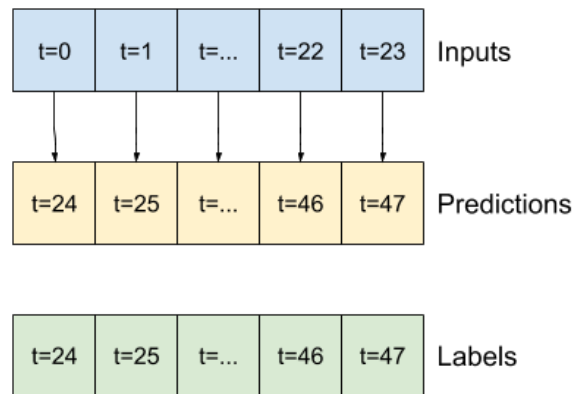 t=0 t=1 t=... t=22 t=23 Inputs
t=24 t=25 t=... t=46 t=47 Predictions
t=24 t=25 t=... t=46 t=47 Labels